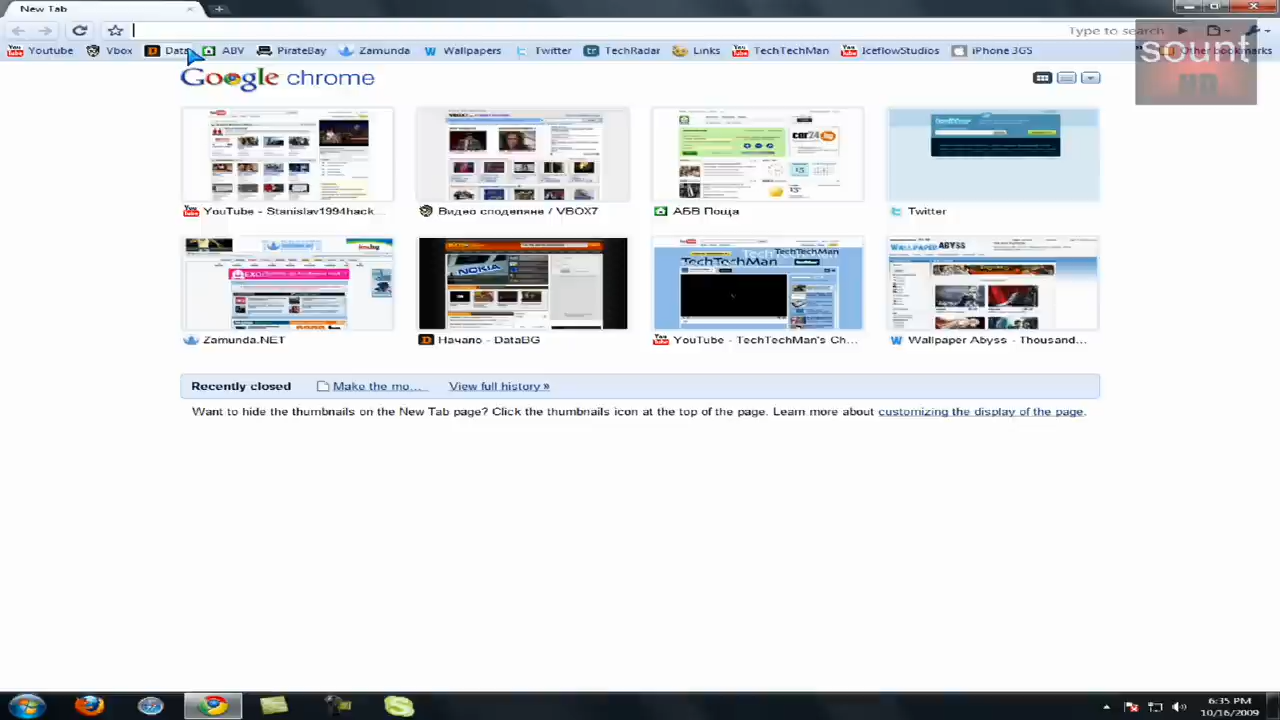 New Tab
Type to search
Youtube Vbox Data ABV PirateBay Zamunda Wallpapers Twitter TechRadar Links TechTechMan IceflowStudios iPhone 3GS Other bookmarks
sount
Google chrome
YouTube - Stanislav1994hack... Видео споделяне / VBOX7 АБВ Поща Twitter
Zamunda.NET Начало - DataBG YouTube - TechTechMan's Ch... Wallpaper Abyss - Thousand...
Recently closed Make the mo... View full history »
Want to hide the thumbnails on the New Tab page? Click the thumbnails icon at the top of the page. Learn more about customizing the display of the page.
6:35 PM
10/16/2009